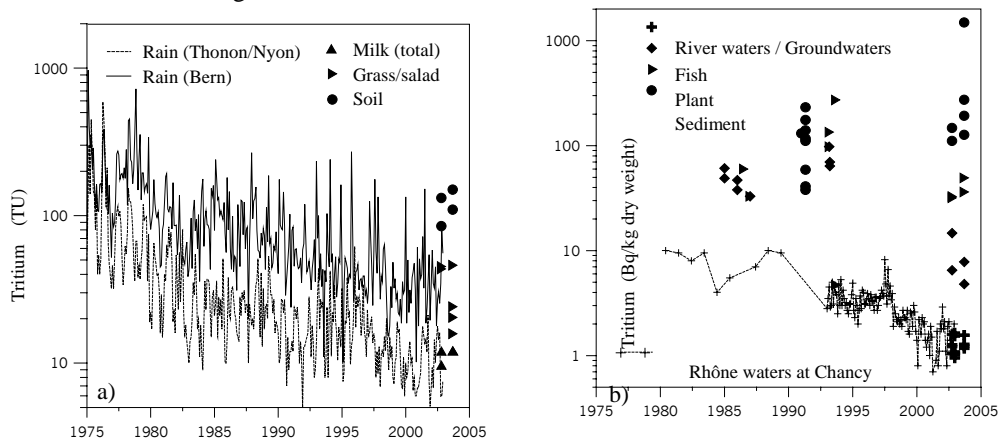 Rain (Thonon/Nyon)
Rain (Bern)
Milk (total)
Grass/salad
Soil
Tritium (TU)
1000
100
10
a)
1975 1980 1985 1990 1995 2000 2005
River waters / Groundwaters
Fish
Plant
Sediment
Tritium (Bq/kg dry weight)
1000
100
10
1
Rhône waters at Chancy
b)
1975 1980 1985 1990 1995 2000 2005